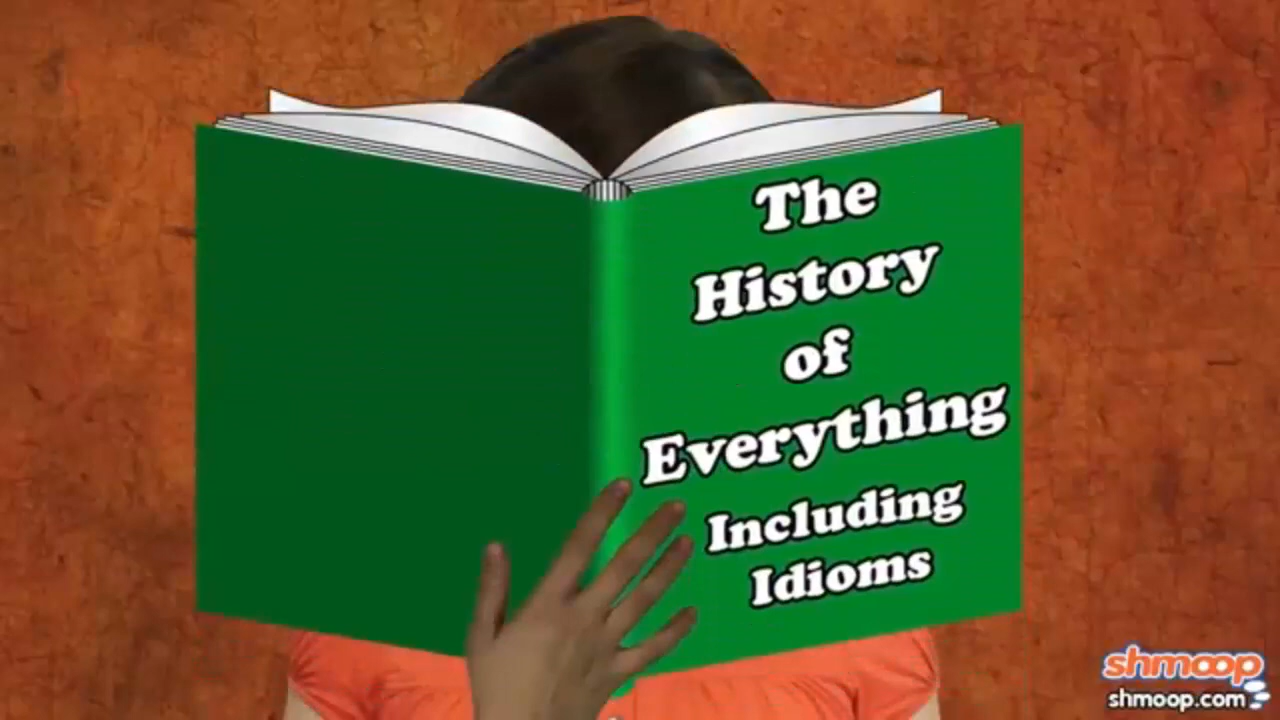 The
History
of
Everything
Including
Idioms
shmoop
shmoop.com